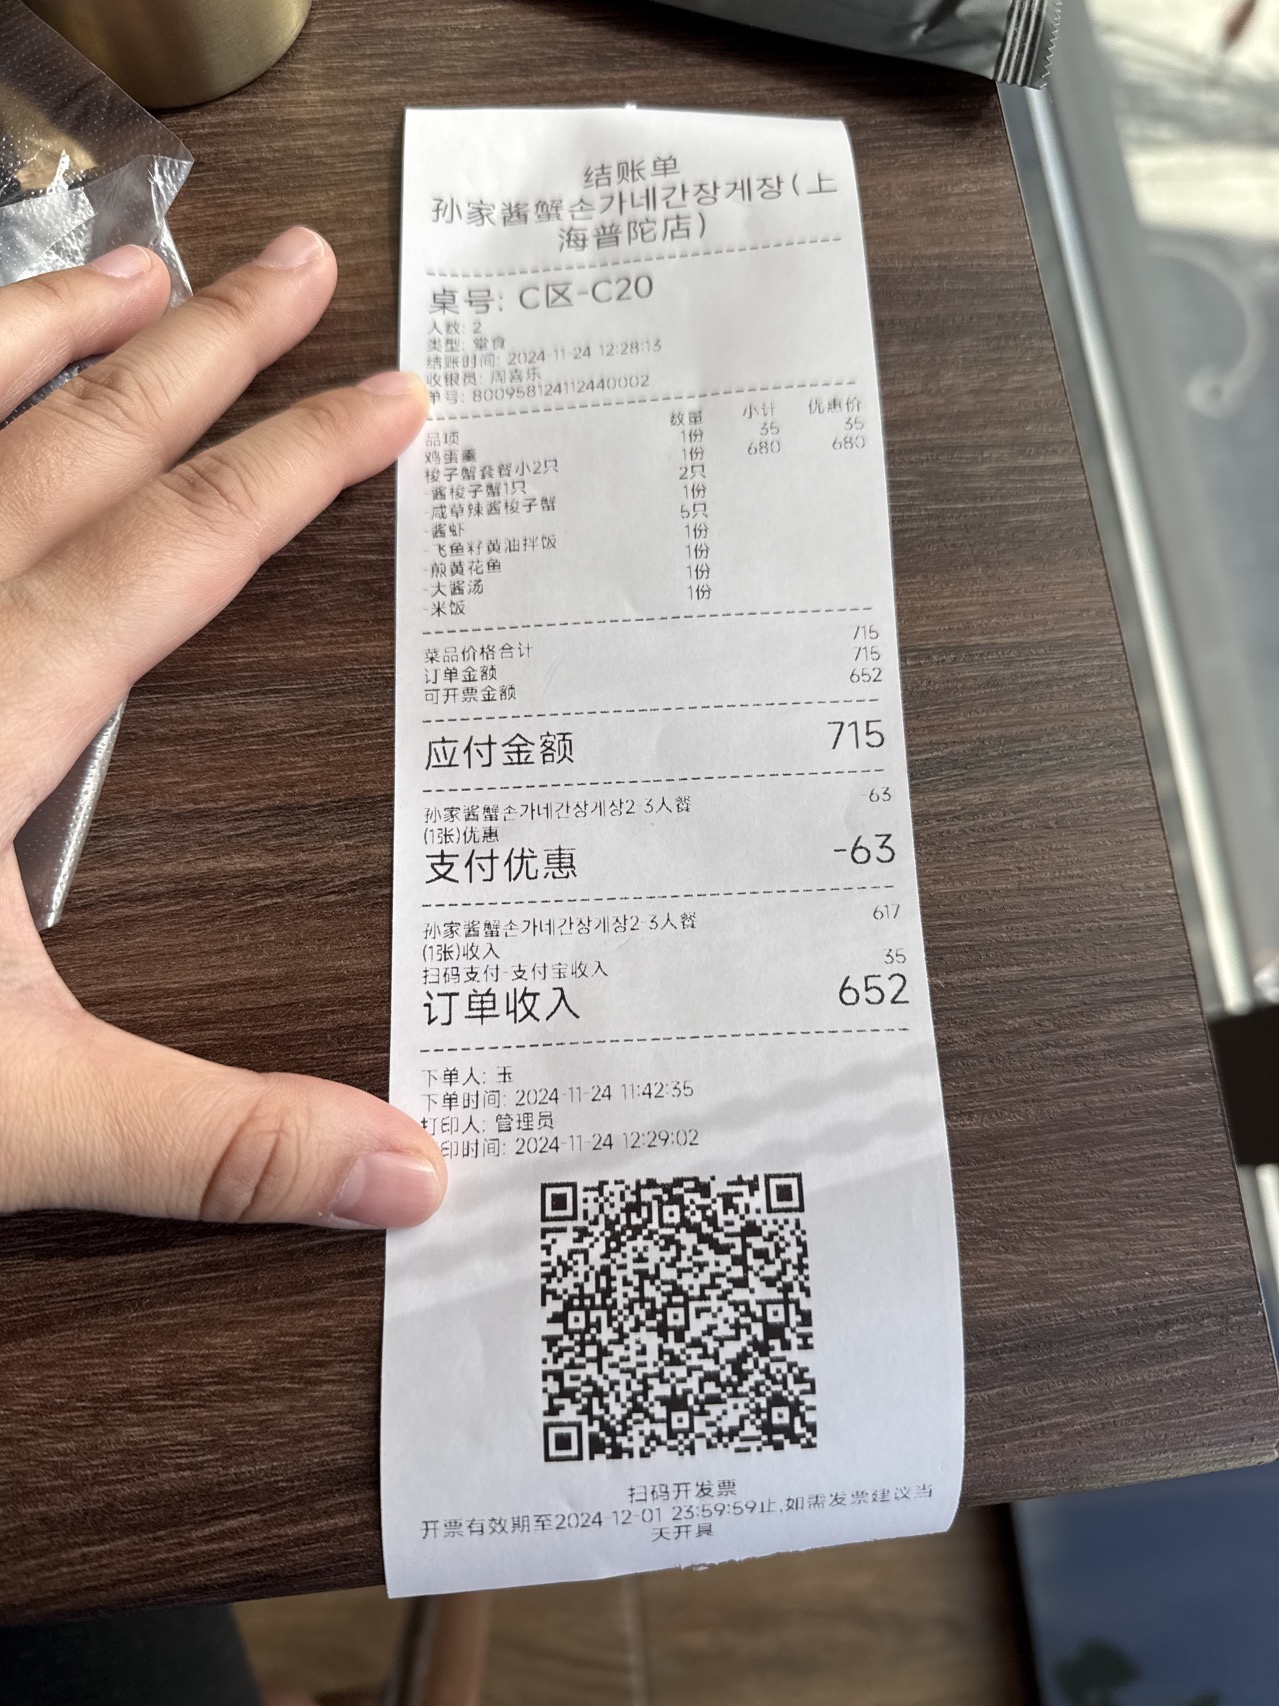 结账单
孙家酱蟹손가네간장게장(上
海普陀店)
桌号: C区-C20
人数: 2
类型: 堂食
结账时间: 2024-11-24 12:28:13
收银员: 周喜乐
单号: 800958124112440002
品项 数量 小计 优惠价
鸡蛋羹 1份 35 35
梭子蟹套餐小2只 1份 680 680
-酱梭子蟹1只 2只
-咸草辣酱梭子蟹 1份
-酱虾 5只
-飞鱼籽黄油拌饭 1份
-煎黄花鱼 1份
-大酱汤 1份
-米饭 1份
菜品价格合计 715
订单金额 715
可开票金额 652
应付金额 715
孙家酱蟹손가네간장게장2-3人餐 -63
(1张)优惠
支付优惠 -63
孙家酱蟹손가네간장게장2-3人餐 617
(1张)收入
扫码支付-支付宝收入 35
订单收入 652
下单人: 玉
下单时间: 2024-11-24 11:42:35
打印人: 管理员
印时间: 2024-11-24 12:29:02
扫码开发票
开票有效期至2024-12-01 23:59:59止,如需发票建议当
天开具